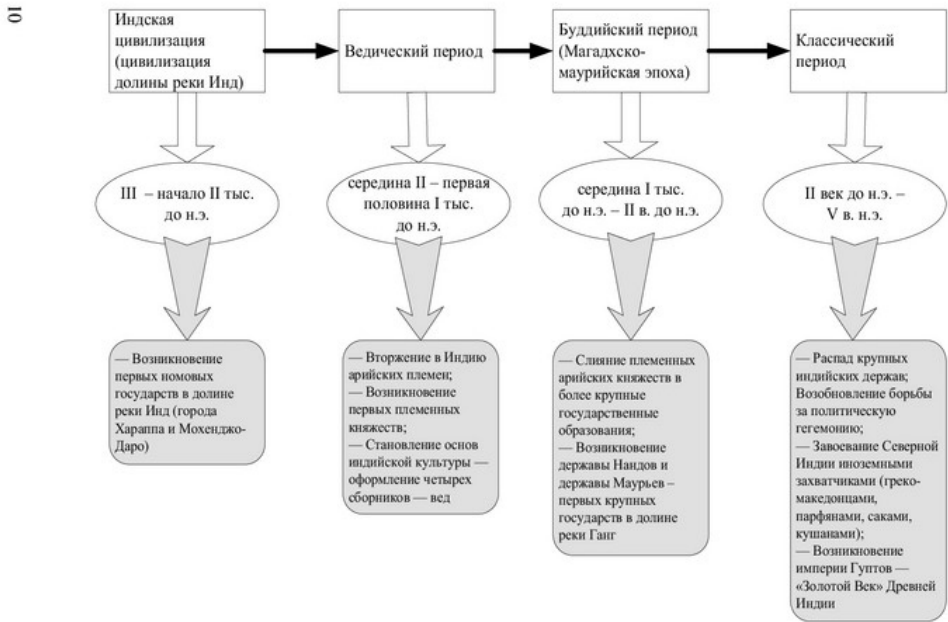 10
Индская
цивилизация
(цивилизация
долины реки Инд)
Ведический период
Буддийский период
(Магадхско-
маурийская эпоха)
Классический
период
III – начало II тыс.
до н.э.
середина II – первая
половина I тыс.
до н.э.
середина I тыс.
до н.э. – II в. до н.э.
II век до н.э. –
V в. н.э.
— Возникновение
первых номовых
государств в долине
реки Инд (города
Хараппа и Мохенджо-
Даро)
— Вторжение в Индию
арийских племен;
— Возникновение
первых племенных
княжеств;
— Становление основ
индийской культуры —
оформление четырех
сборников — вед
— Слияние племенных
арийских княжеств в
более крупные
государственные
образования;
— Возникновение
державы Нандов и
державы Маурьев –
первых крупных
государств в долине
реки Ганг
— Распад крупных
индийских держав;
Возобновление борьбы
за политическую
гегемонию;
— Завоевание Северной
Индии иноземными
захватчиками (греко-
македонцами,
парфянами, саками,
кушанами);
— Возникновение
империи Гуптов —
«Золотой Век» Древней
Индии